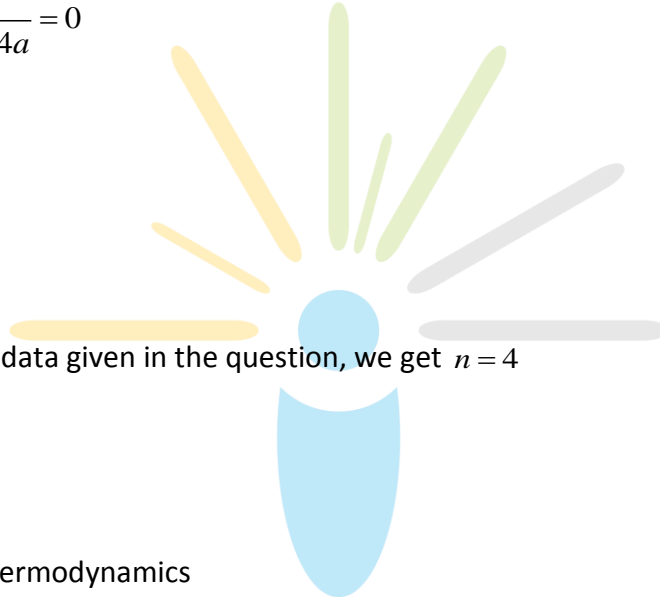 4a = 0
data given in the question, we get n = 4
ermodynamics